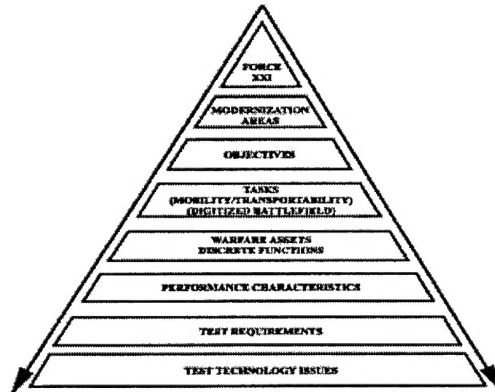 FORCE
XXI
MODERNIZATION
AREAS
OBJECTIVES
TASKS
(MOBILITY/TRANSPORTABILITY)
(DIGITIZED BATTLEFIELD)
WARFARE ASSETS
DISCRETE FUNCTIONS
PERFORMANCE CHARACTERISTICS
TEST REQUIREMENTS
TEST TECHNOLOGY ISSUES